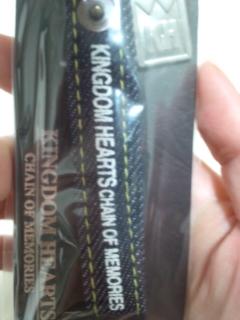 KINGDOM HEARTS CHAIN OF MEMORIES
KINGDOM HEARTS
CHAIN OF MEMORIES